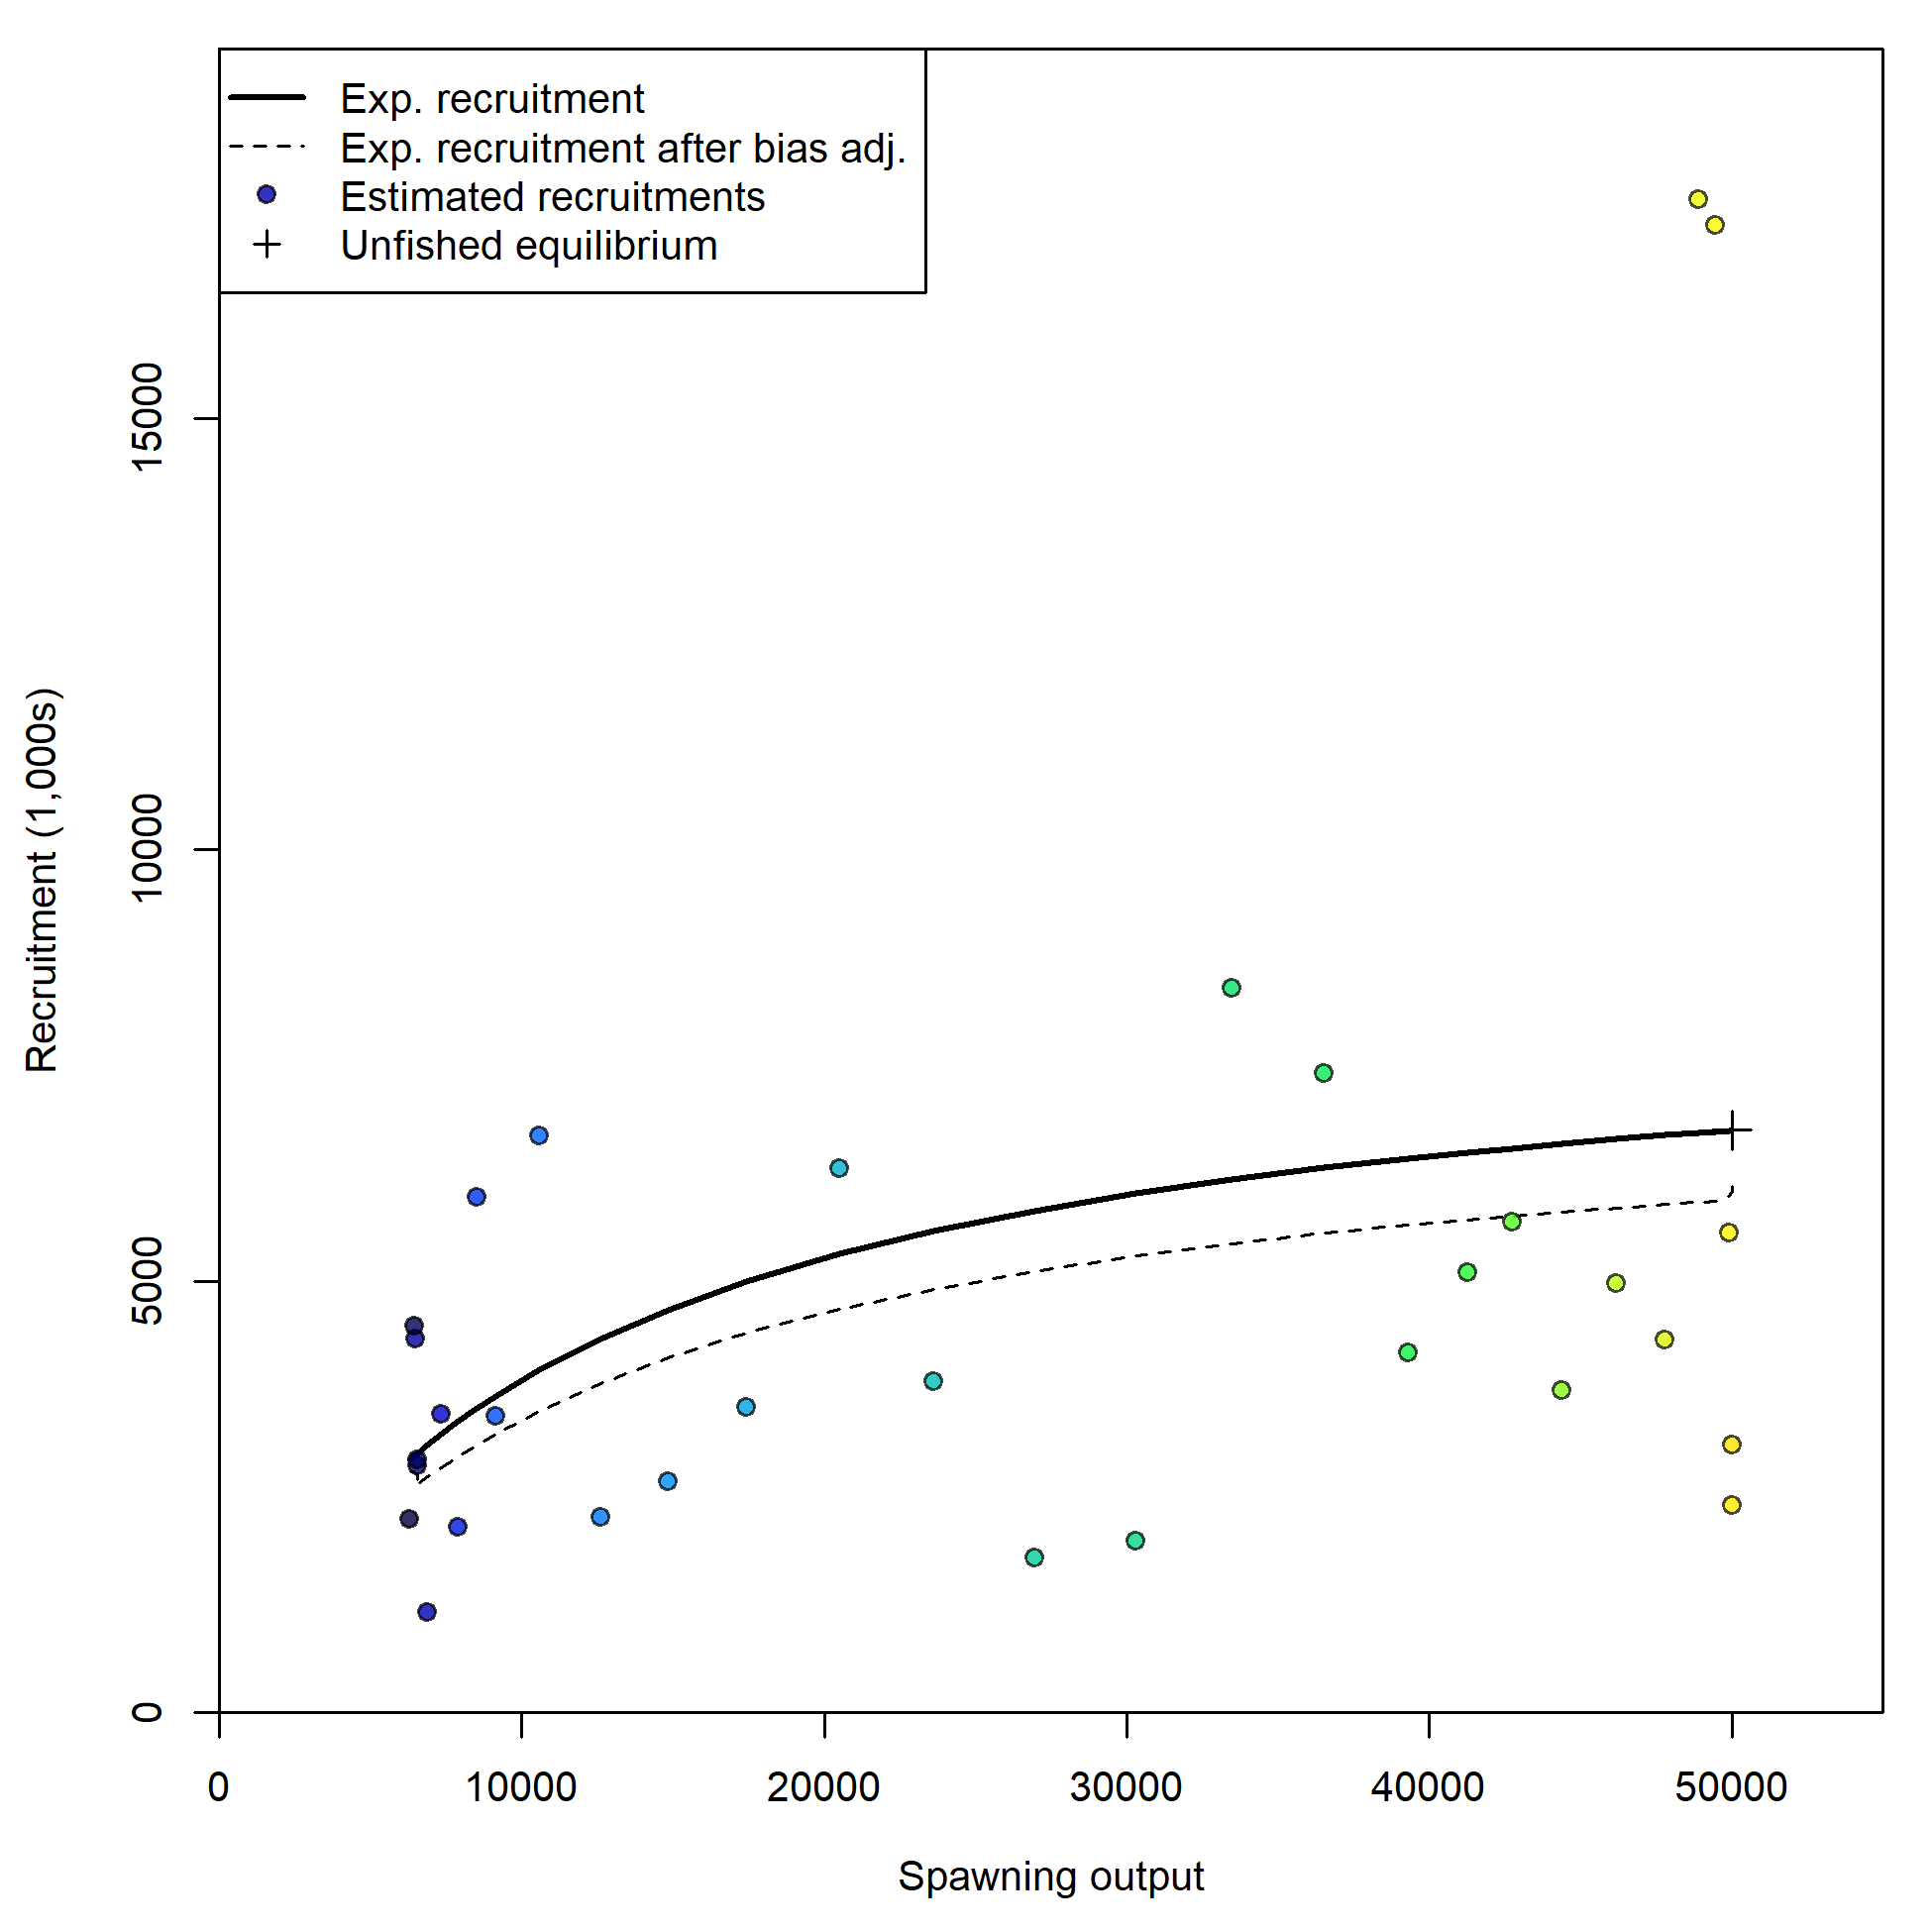 Exp. recruitment
Exp. recruitment after bias adj.
Estimated recruitments
Unfished equilibrium
15000
10000
5000
0
Recruitment (1,000s)
0 10000 20000 30000 40000 50000
Spawning output